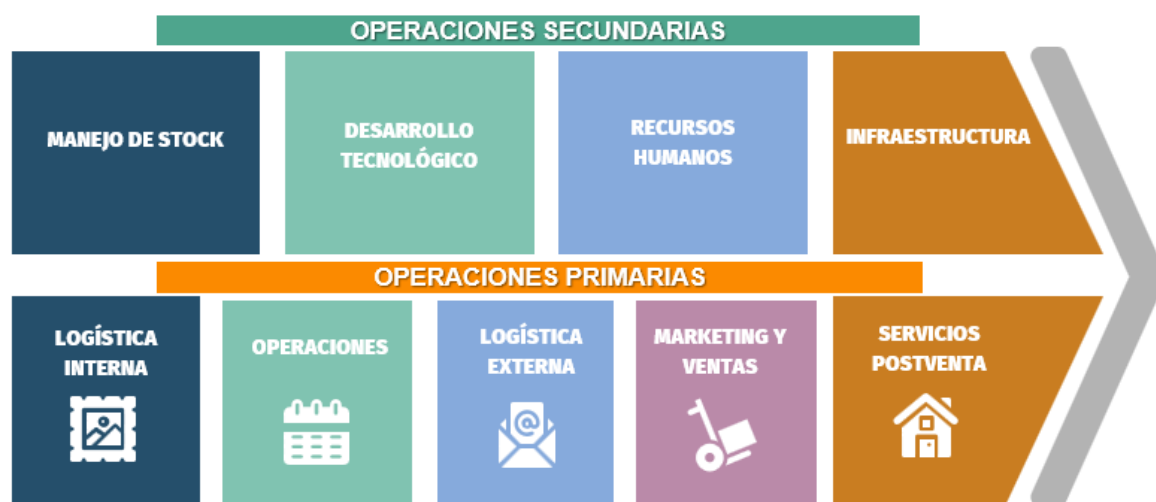 OPERACIONES SECUNDARIAS
MANEJO DE STOCK
DESARROLLO
TECNOLÓGICO
RECURSOS
HUMANOS
INFRAESTRUCTURA
OPERACIONES PRIMARIAS
LOGÍSTICA
INTERNA
OPERACIONES
LOGÍSTICA
EXTERNA
@
MARKETING Y
VENTAS
SERVICIOS
POSTVENTA